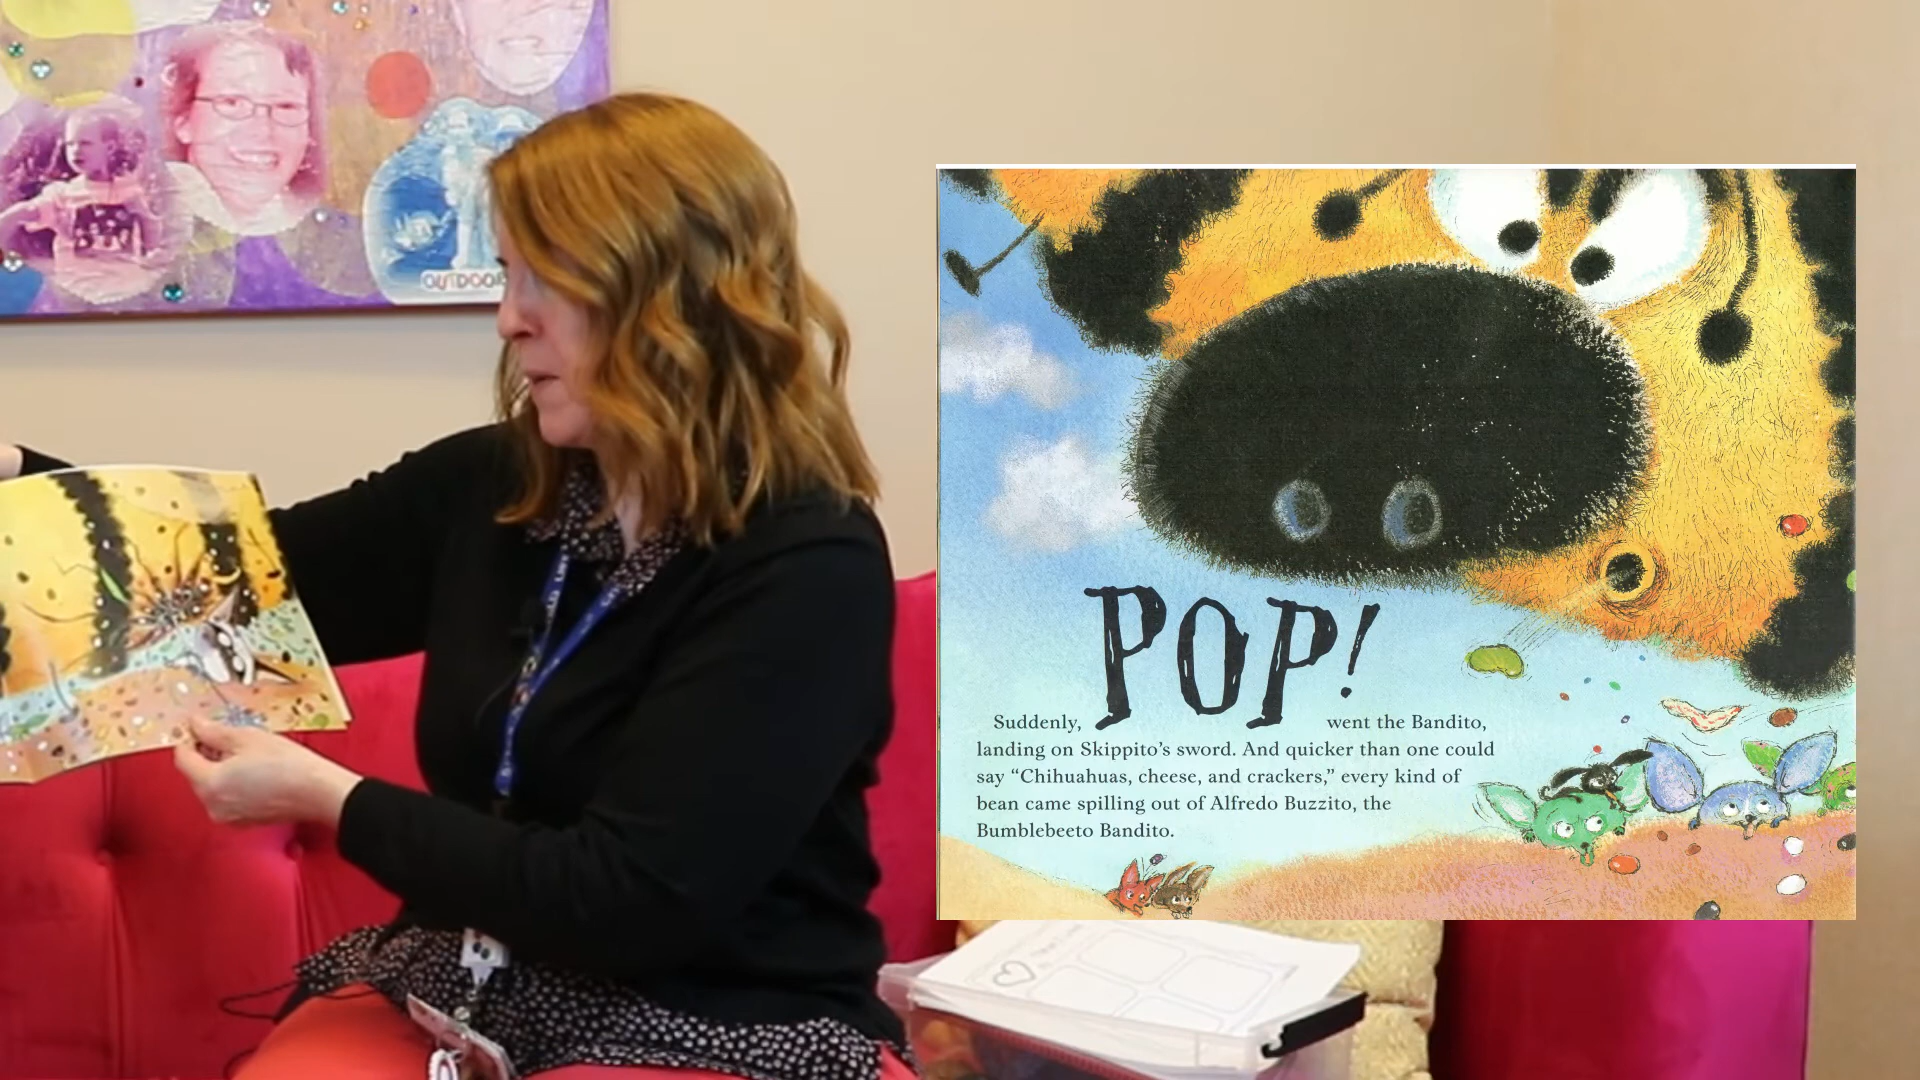 OUTDOOR
POP!
Suddenly, went the Bandito,
landing on Skippito’s sword. And quicker than one could
say “Chihuahuas, cheese, and crackers,” every kind of
bean came spilling out of Alfredo Buzzito, the
Bumblebeeto Bandito.